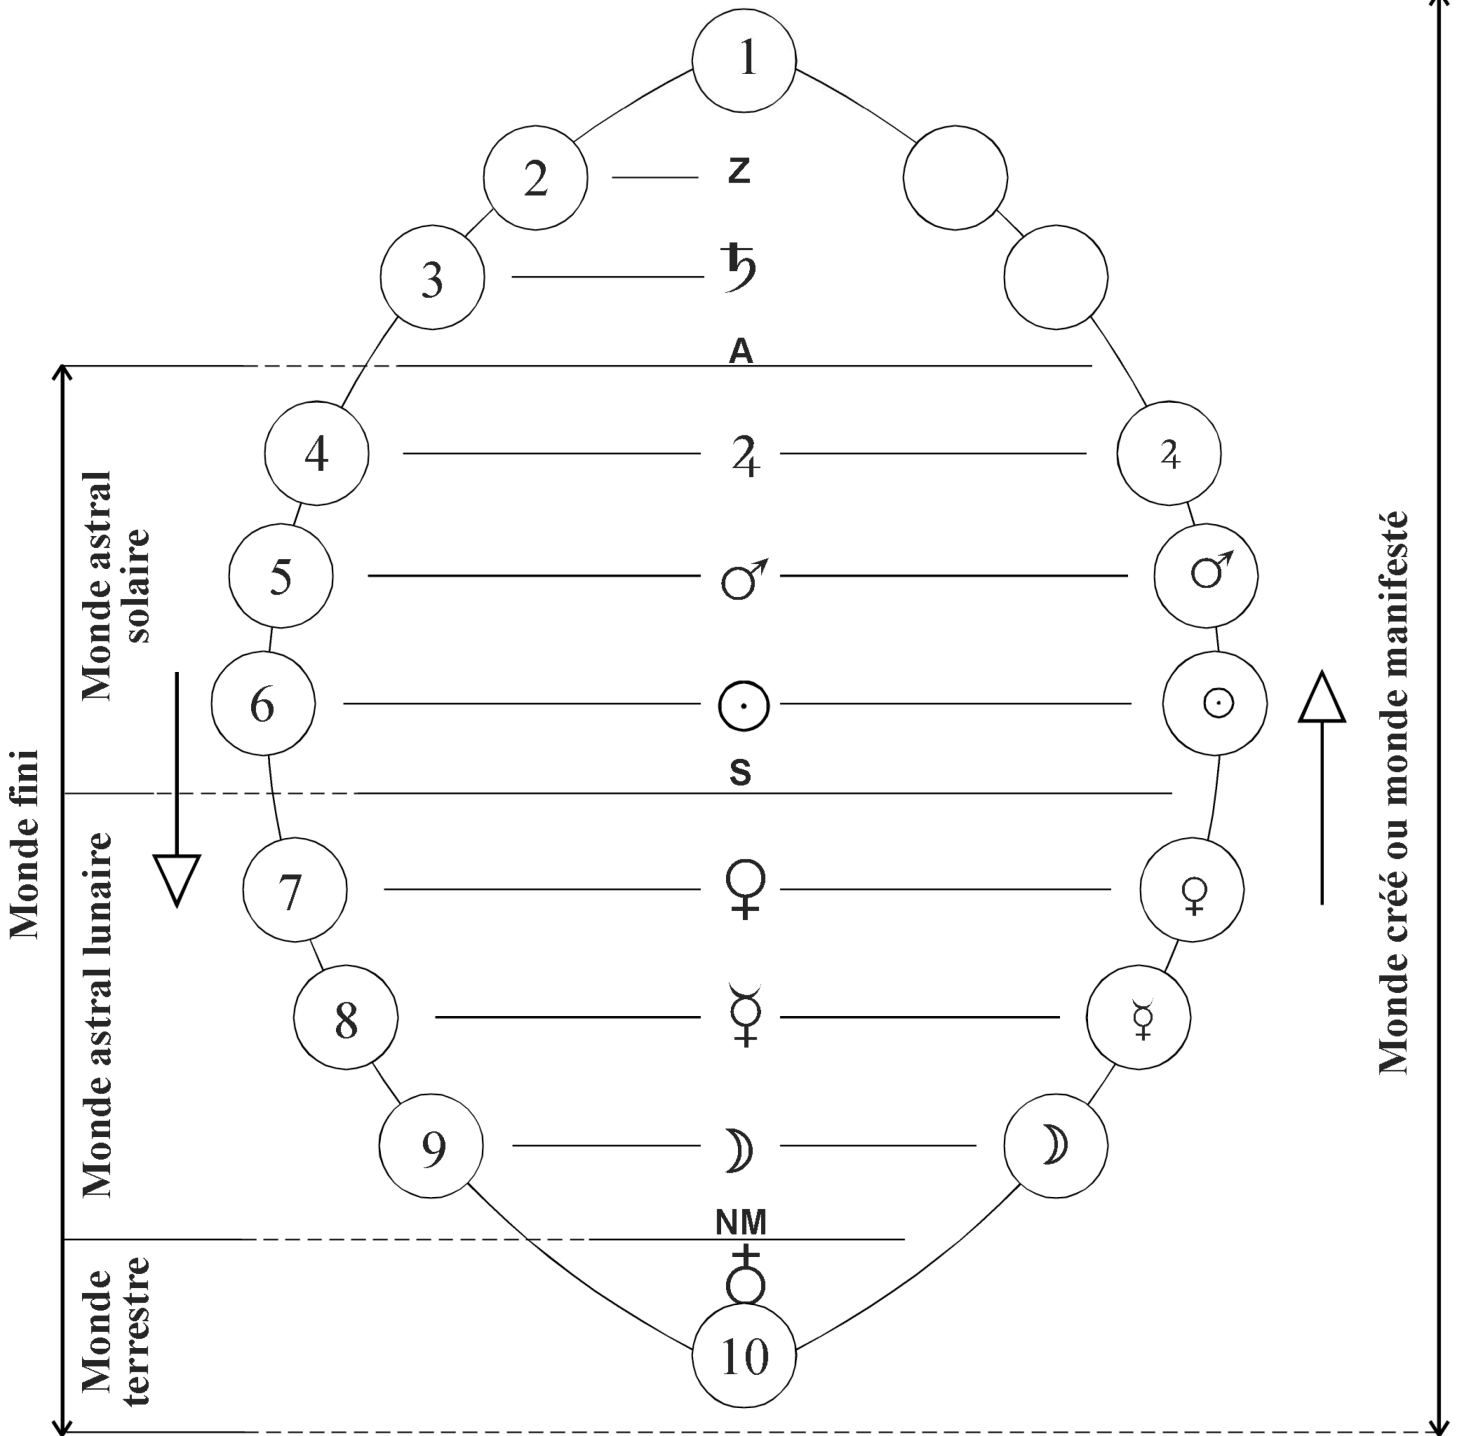 1
2 Z
3 ♄
A
4 ♃ ♃
5 ♂ ♂
6 ☉ ☉
S
7 ♀ ♀
8 ☿ ☿
9 ☽ ☽
NM
♁
10
Monde fini
Monde astral
solaire
Monde astral lunaire
Monde
terrestre
Monde créé ou monde manifesté